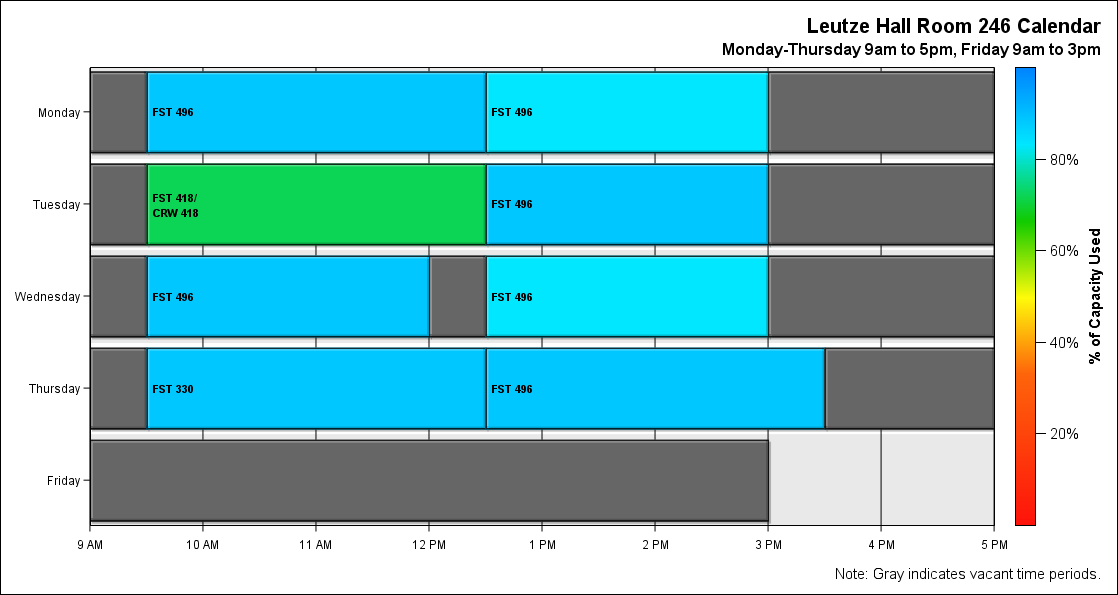 Leutze Hall Room 246 Calendar
Monday-Thursday 9am to 5pm, Friday 9am to 3pm
Monday
FST 496
FST 496
Tuesday
FST 418/
CRW 418
FST 496
Wednesday
FST 496
FST 496
Thursday
FST 330
FST 496
Friday
9 AM
10 AM
11 AM
12 PM
1 PM
2 PM
3 PM
4 PM
5 PM
80%
60%
40%
20%
% of Capacity Used
Note: Gray indicates vacant time periods.